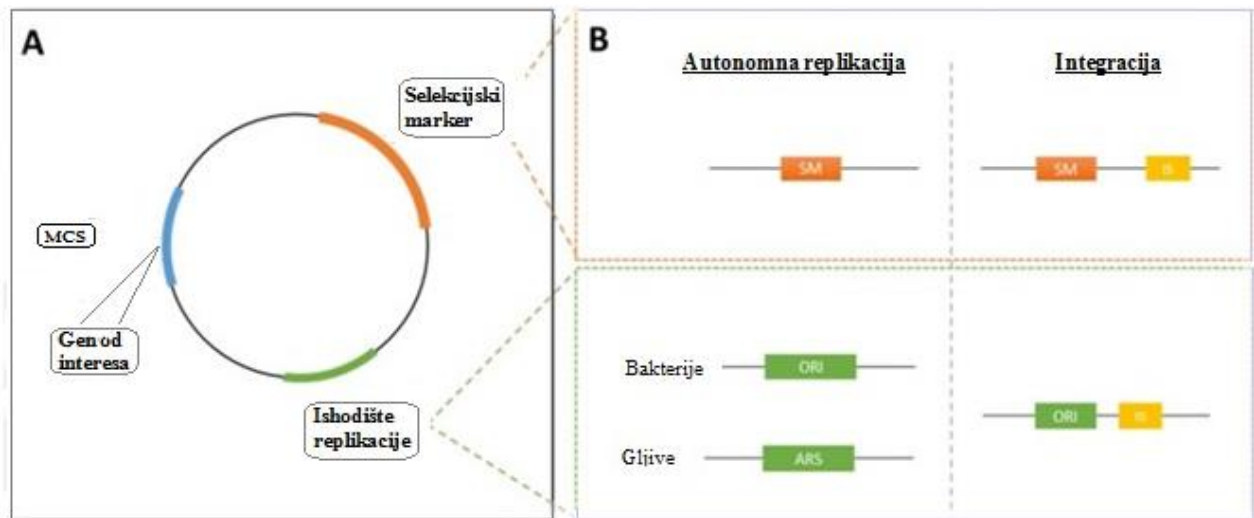 A
Selekcijski
marker
MCS
Gen od
interesa
Ishodište
replikacije
B
Autonomna replikacija
Integracija
SM
SM
IS
Bakterije
ORI
ORI
IS
Gljive
ARS